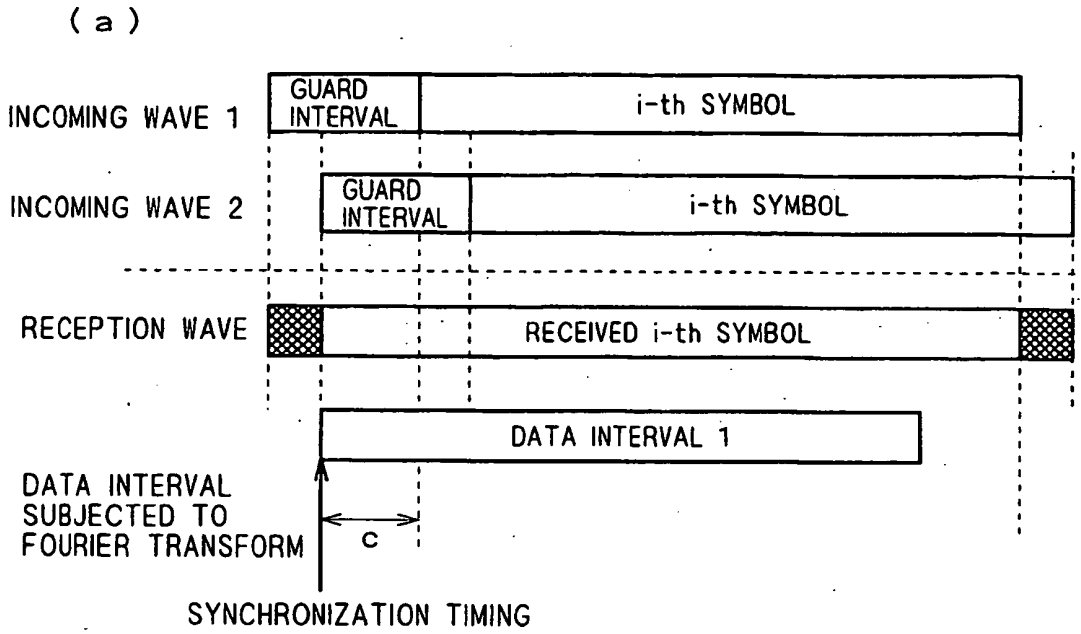 (a)
GUARD
INTERVAL
i-th SYMBOL
INCOMING WAVE 1
GUARD
INTERVAL
i-th SYMBOL
INCOMING WAVE 2
RECEPTION WAVE
RECEIVED i-th SYMBOL
DATA INTERVAL 1
DATA INTERVAL
SUBJECTED TO
FOURIER TRANSFORM
C
SYNCHRONIZATION TIMING